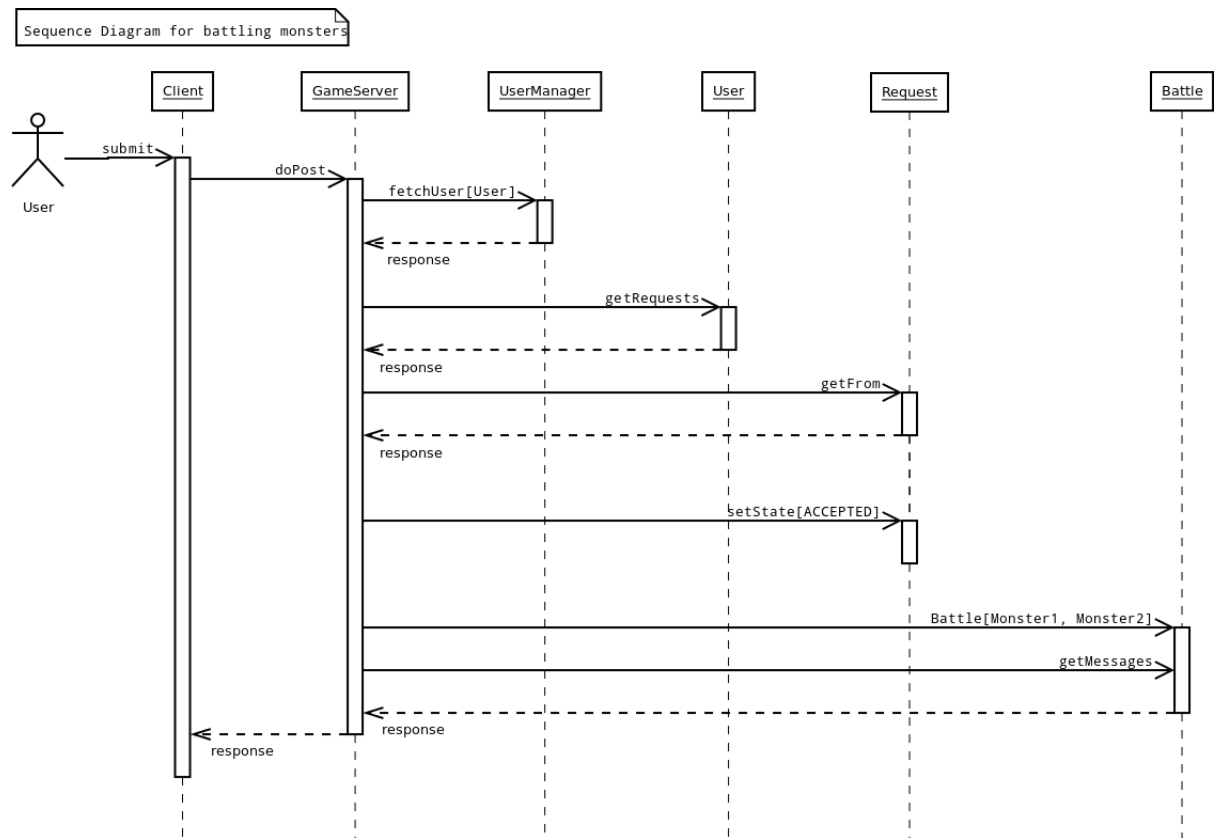 Sequence Diagram for battling monsters
Client
GameServer
UserManager
User
Request
Battle
submit
doPost
fetchUser[User]
User
response
getRequests
response
getFrom
response
setState[ACCEPTED]
Battle[Monster1, Monster2]
getMessages
response
response